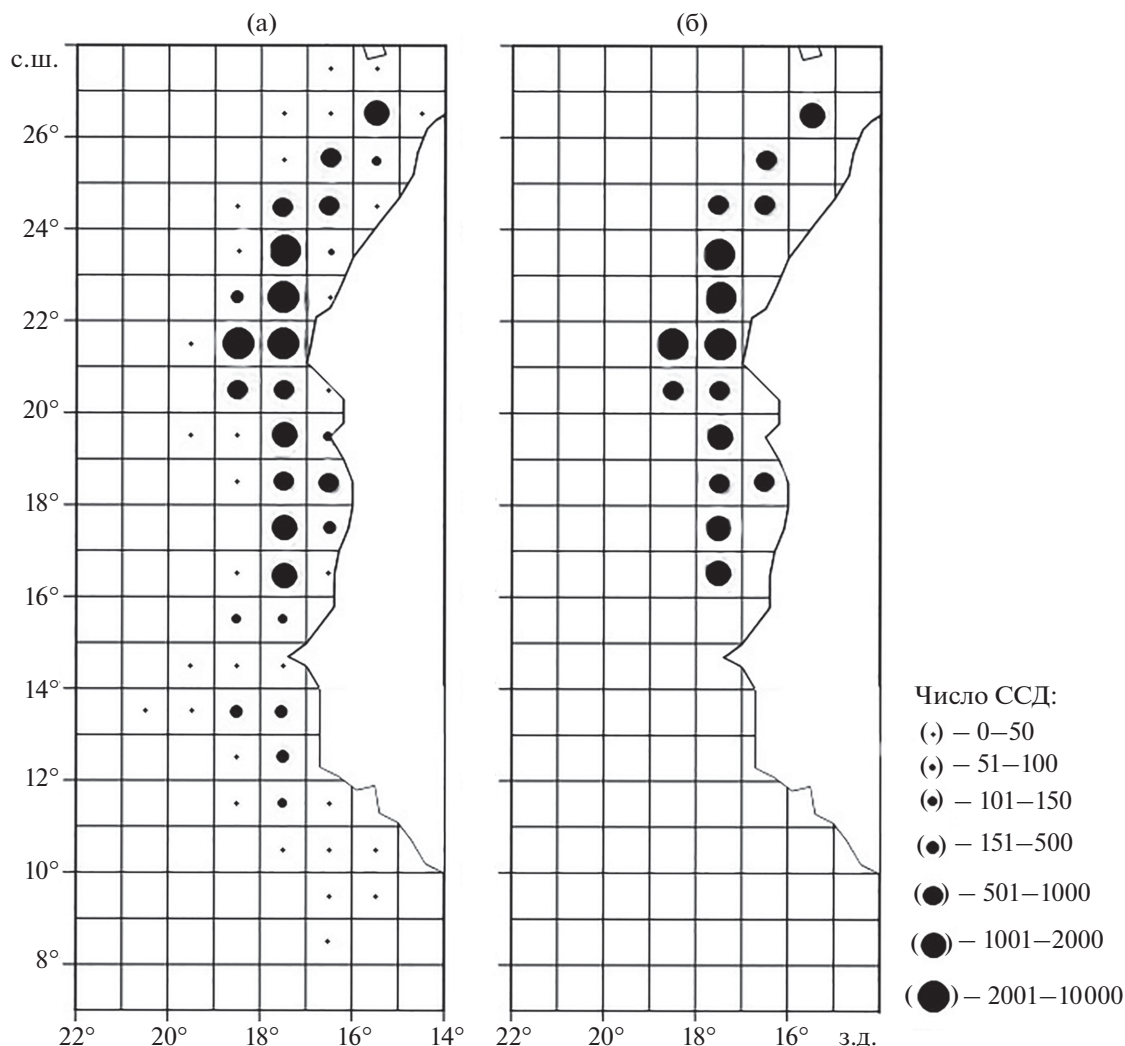 (а)
(б)
с.ш.
26°
24°
22°
20°
18°
16°
14°
12°
10°
8°
22° 20° 18° 16° 14°
22° 20° 18° 16° з.д.
Число ССД:
(·) – 0–50
(•) – 51–100
(•) – 101–150
(●) – 151–500
(●) – 501–1000
(●) – 1001–2000
(●) – 2001–10000